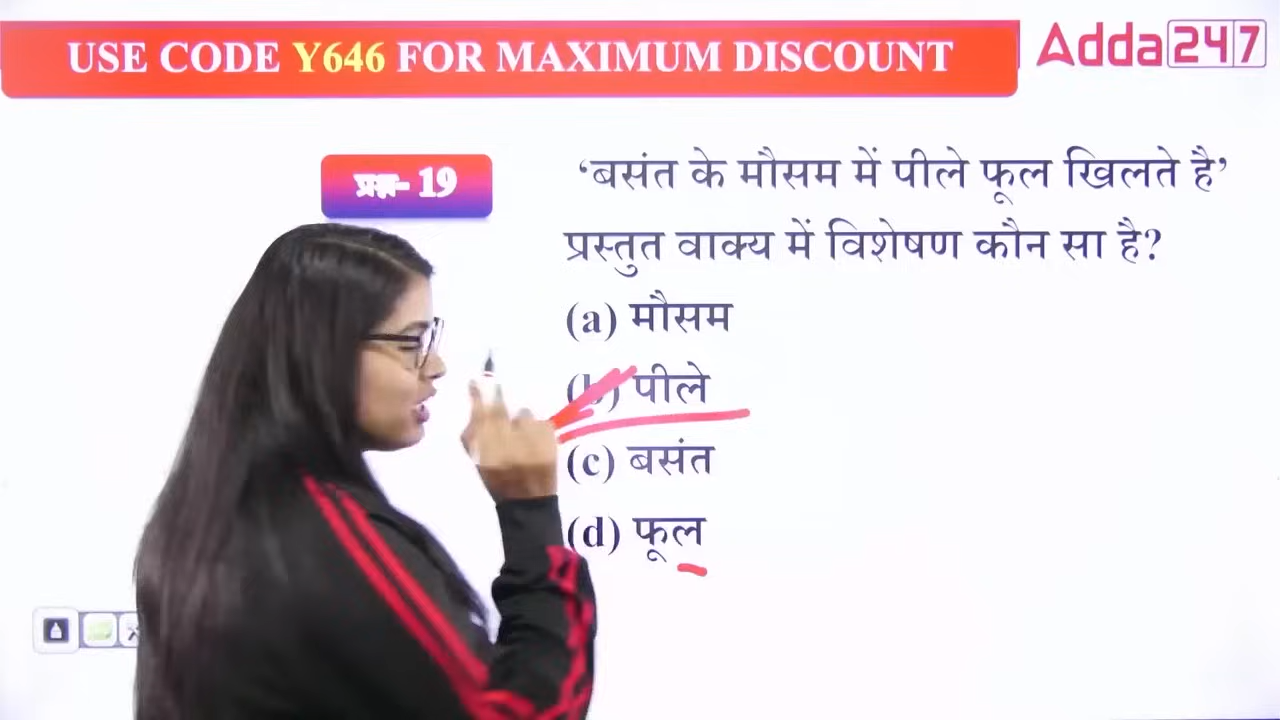 USE CODE Y646 FOR MAXIMUM DISCOUNT
Adda247
प्रश्न- 19
‘बसंत के मौसम में पीले फूल खिलते है’
प्रस्तुत वाक्य में विशेषण कौन सा है?
(a) मौसम
(b) पीले
(c) बसंत
(d) फूल